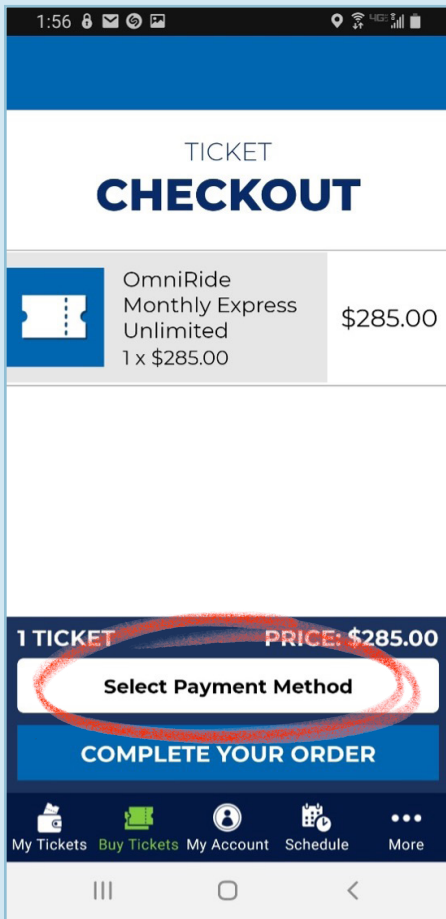 1:56
4GE
TICKET
CHECKOUT
OmniRide
Monthly Express
Unlimited
1 x $285.00
$285.00
1 TICKET PRICE: $285.00
Select Payment Method
COMPLETE YOUR ORDER
My Tickets Buy Tickets My Account Schedule More